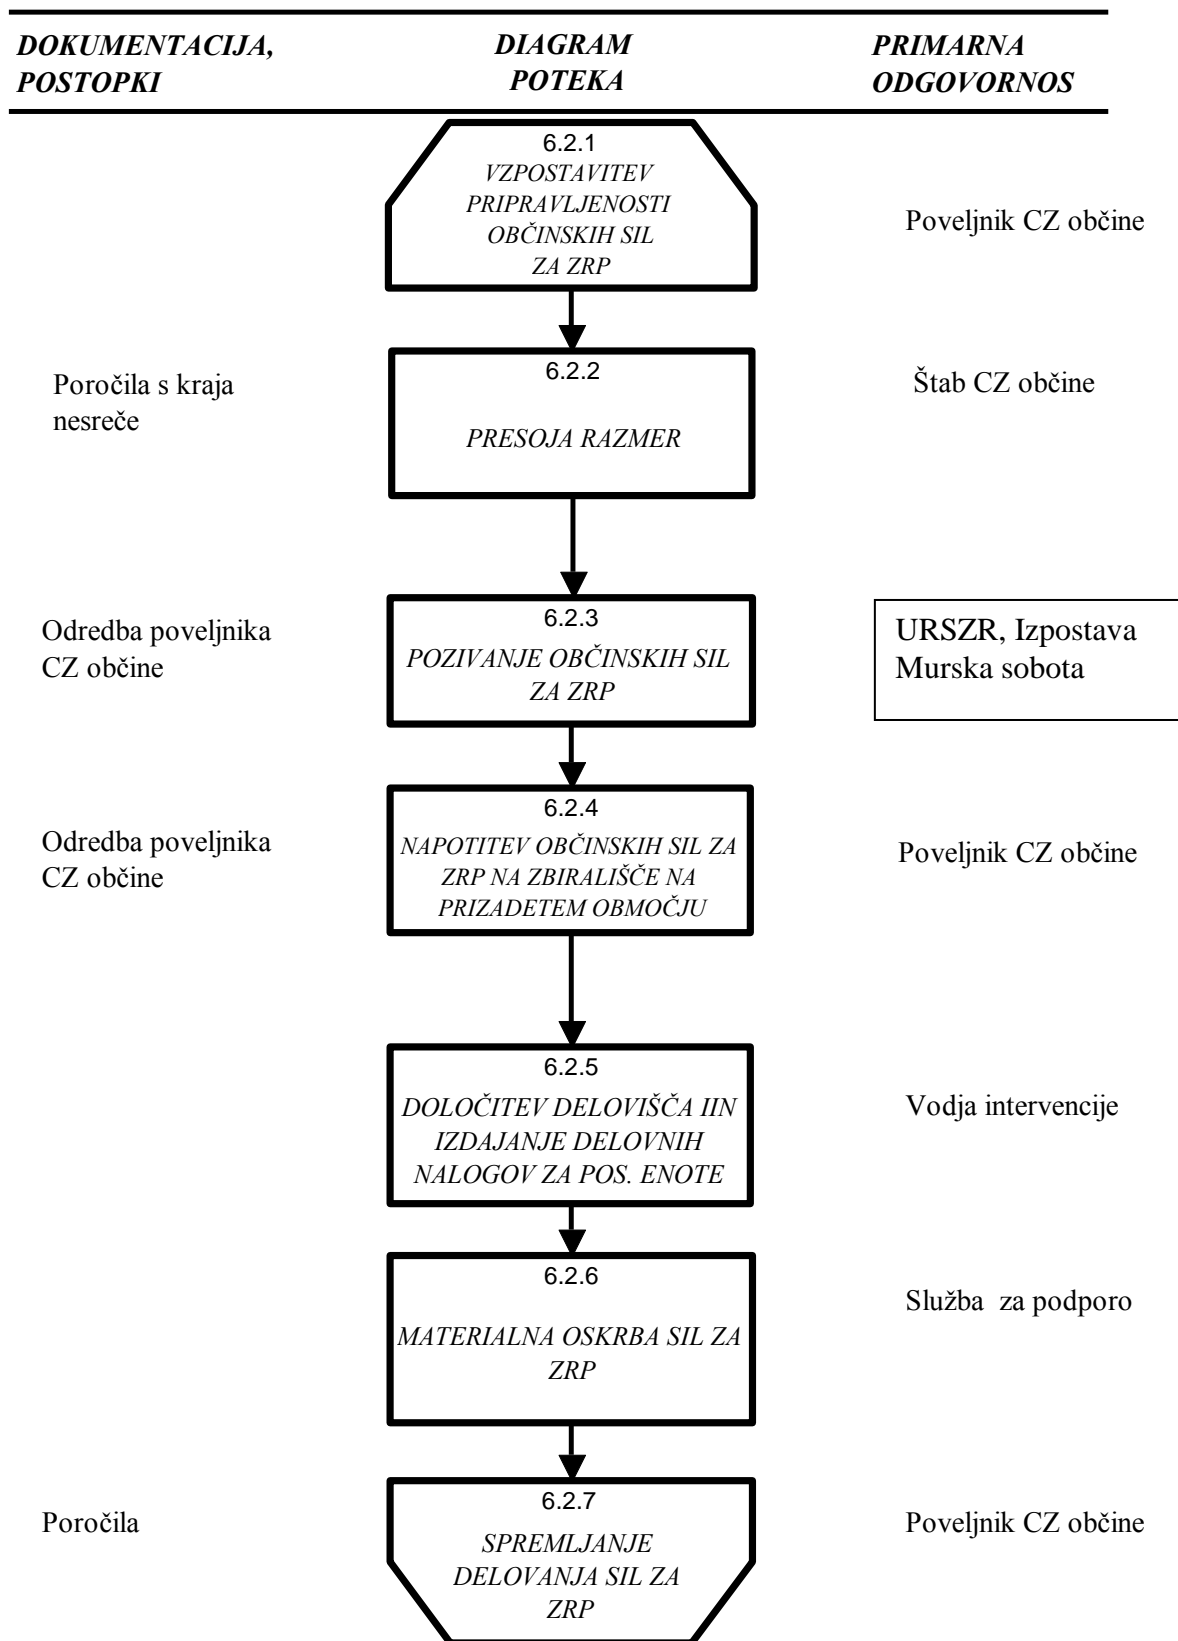 DOKUMENTACIJA,
POSTOPKI
DIAGRAM
POTEKA
PRIMARNA
ODGOVORNOS
6.2.1
VZPOSTAVITEV
PRIPRAVLJENOSTI
OBČINSKIH SIL
ZA ZRP
Poveljnik CZ občine
Poročila s kraja
nesreče
6.2.2
PRESOJA RAZMER
Štab CZ občine
Odredba poveljnika
CZ občine
6.2.3
POZIVANJE OBČINSKIH SIL
ZA ZRP
URSZR, Izpostava
Murska sobota
Odredba poveljnika
CZ občine
6.2.4
NAPOTITEV OBČINSKIH SIL ZA
ZRP NA ZBIRALIŠČE NA
PRIZADETEM OBMOČJU
Poveljnik CZ občine
6.2.5
DOLOČITEV DELOVIŠČA IIN
IZDAJANJE DELOVNIH
NALOGOV ZA POS. ENOTE
Vodja intervencije
6.2.6
MATERIALNA OSKRBA SIL ZA
ZRP
Služba za podporo
Poročila
6.2.7
SPREMLJANJE
DELOVANJA SIL ZA
ZRP
Poveljnik CZ občine